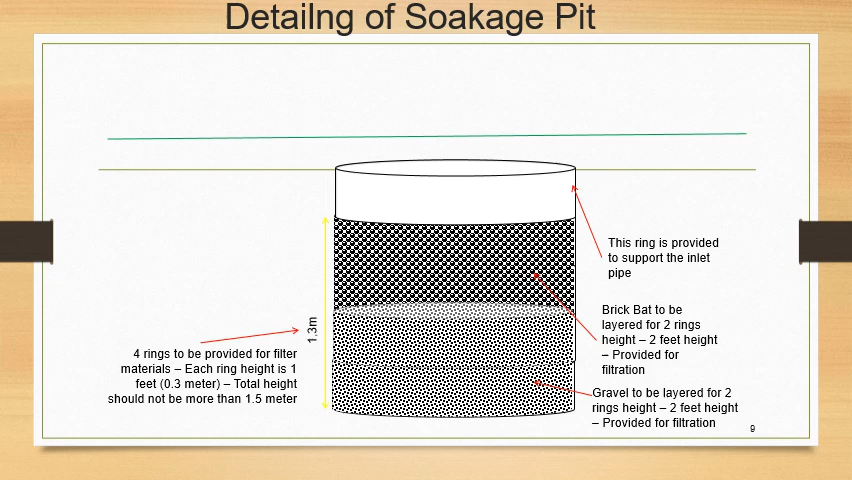 Detailng of Soakage Pit
This ring is provided
to support the inlet
pipe
Brick Bat to be
layered for 2 rings
height – 2 feet height
– Provided for
filtration
1.3m
4 rings to be provided for filter
materials – Each ring height is 1
feet (0.3 meter) – Total height
should not be more than 1.5 meter
Gravel to be layered for 2
rings height – 2 feet height
– Provided for filtration
9